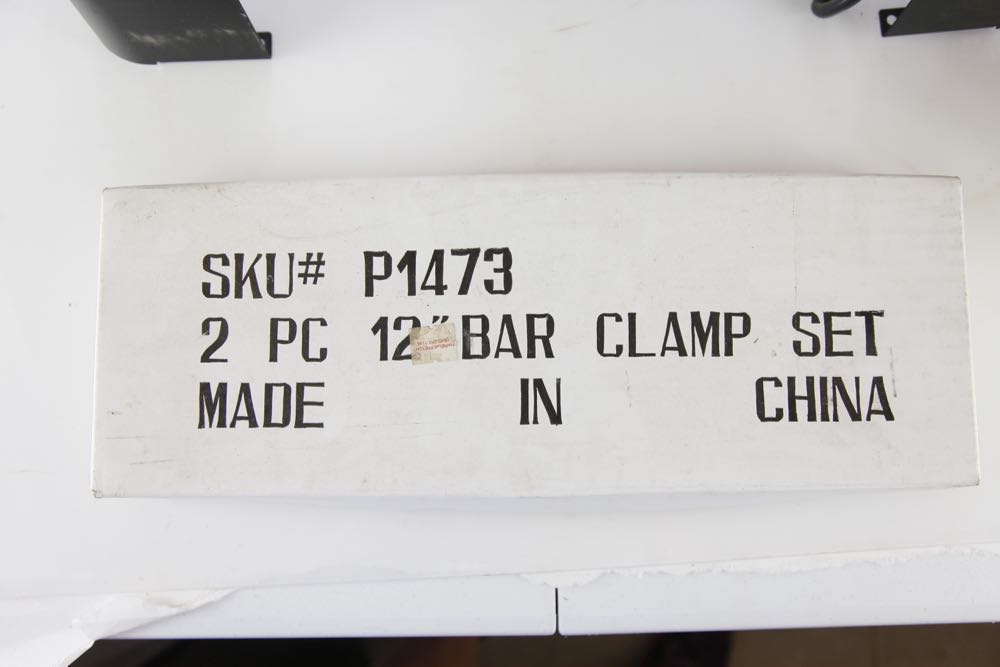 SKU# P1473
2 PC 12" BAR CLAMP SET
MADE IN CHINA